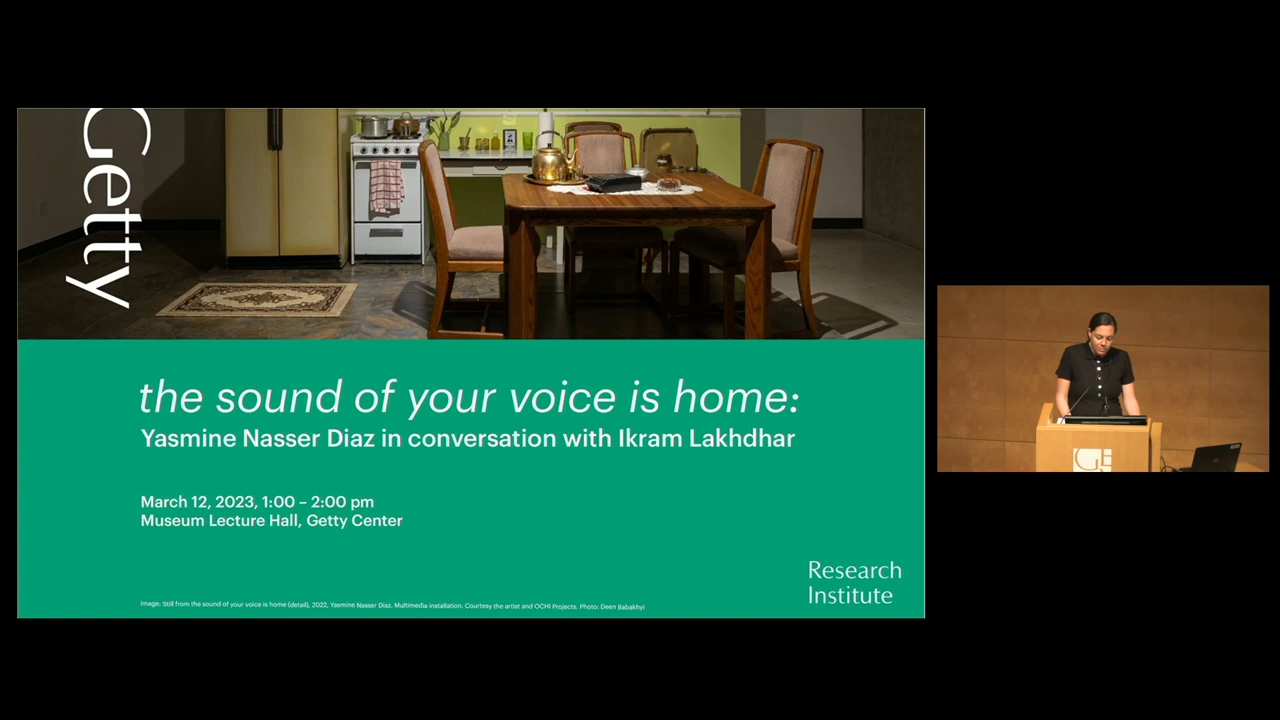 Getty
the sound of your voice is home:
Yasmine Nasser Diaz in conversation with Ikram Lakhdhar
March 12, 2023, 1:00 – 2:00 pm
Museum Lecture Hall, Getty Center
Research
Institute
Image: Still from the sound of your voice is home (detail), 2022, Yasmine Nasser Diaz. Multimedia installation. Courtesy the artist and OCHI Projects. Photo: Deen Babakhyi